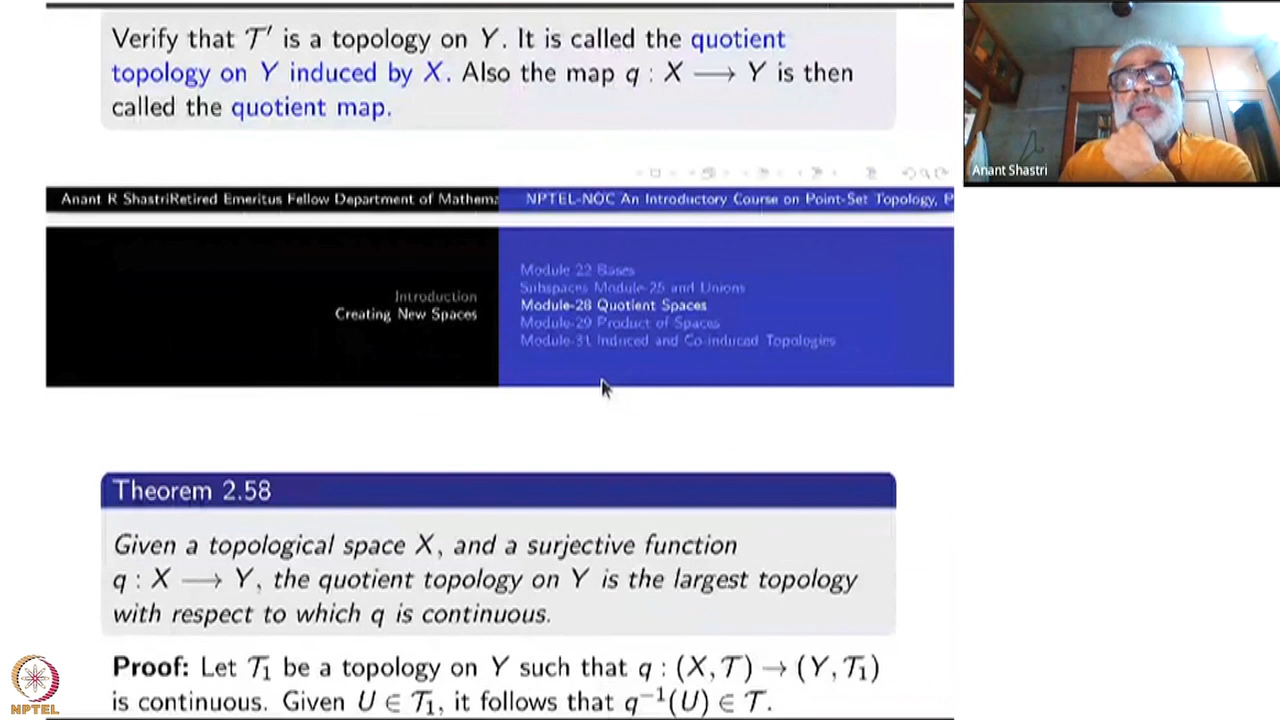 Verify that 𝒯′ is a topology on Y. It is called the quotient
topology on Y induced by X. Also the map q : X ⟶ Y is then
called the quotient map.
Anant Shastri
Anant R ShastriRetired Emeritus Fellow Department of Mathema
NPTEL-NOC An Introductory Course on Point-Set Topology, P
Introduction
Creating New Spaces
Module 22 Bases
Subspaces Module-25 and Unions
Module-28 Quotient Spaces
Module-29 Product of Spaces
Module-31 Induced and Co-induced Topologies
Theorem 2.58
Given a topological space X, and a surjective function
q : X ⟶ Y, the quotient topology on Y is the largest topology
with respect to which q is continuous.
Proof: Let 𝒯₁ be a topology on Y such that q : (X, 𝒯) → (Y, 𝒯₁)
is continuous. Given U ∈ 𝒯₁, it follows that q⁻¹(U) ∈ 𝒯.
NPTEL